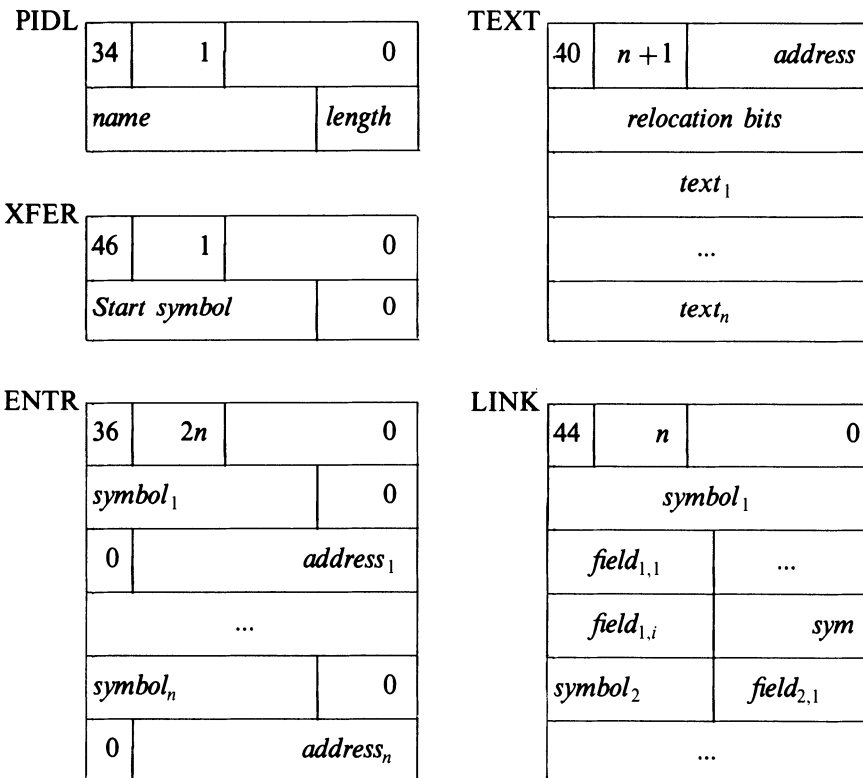 PIDL
34 1 0
name length
XFER
46 1 0
Start symbol 0
ENTR
36 2n 0
symbol₁ 0
0 address₁
...
symbolₙ 0
0 addressₙ
TEXT
40 n + 1 address
relocation bits
text₁
...
textₙ
LINK
44 n 0
symbol₁
field₁,₁ ...
field₁,ᵢ sym
symbol₂ field₂,₁
...